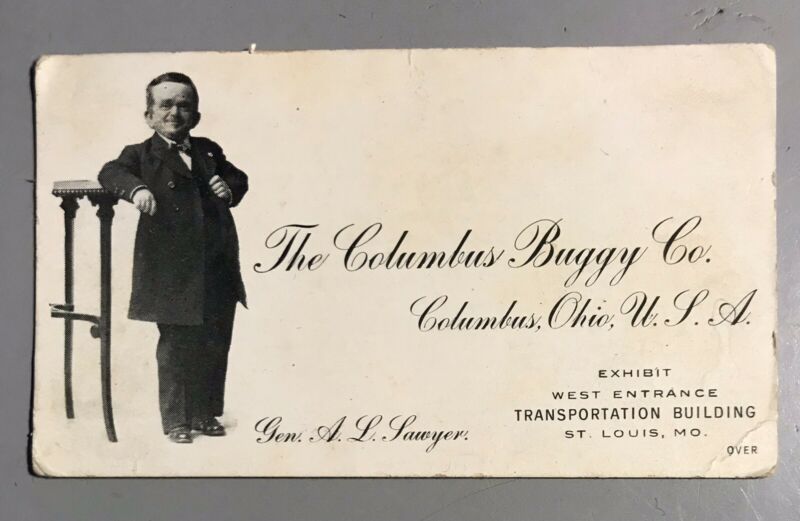 The Columbus Buggy Co.
Columbus, Ohio, U. S. A.
EXHIBIT
WEST ENTRANCE
TRANSPORTATION BUILDING
ST. LOUIS, MO.
Gen. A. L. Sawyer.
OVER